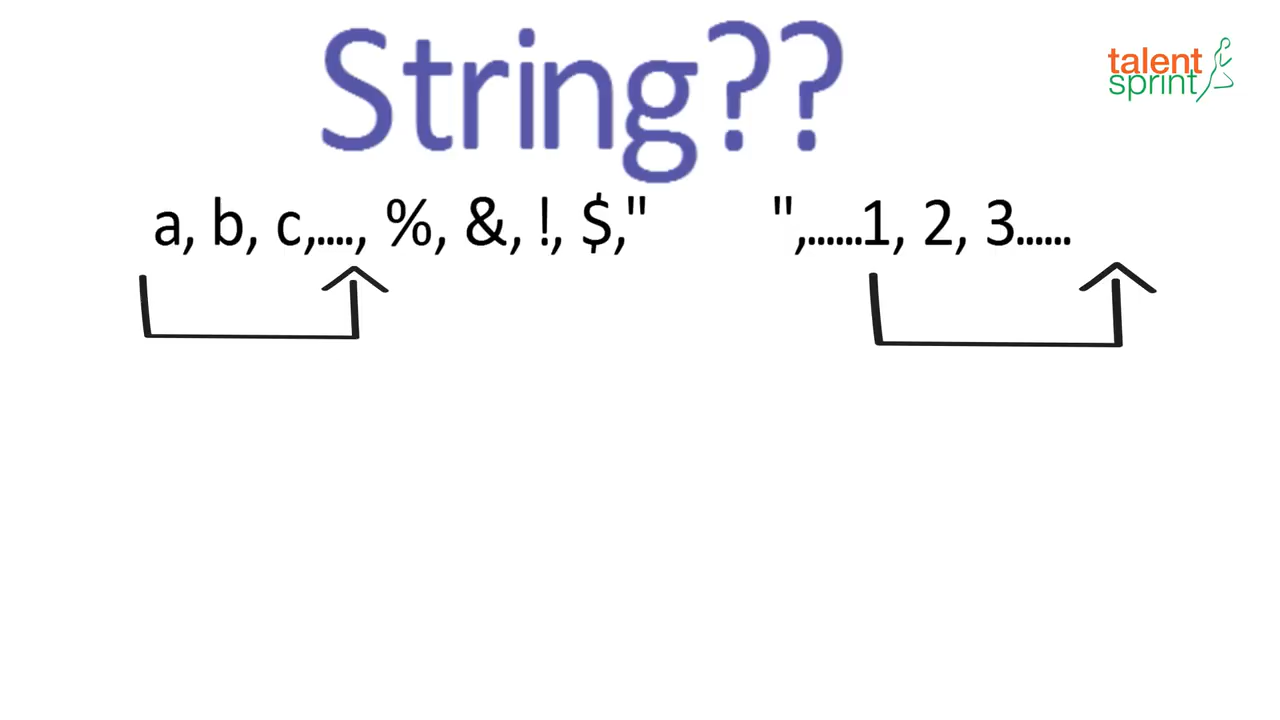 String??
talent
sprint
a, b, c,...., %, &, !, $," ",......1, 2, 3......